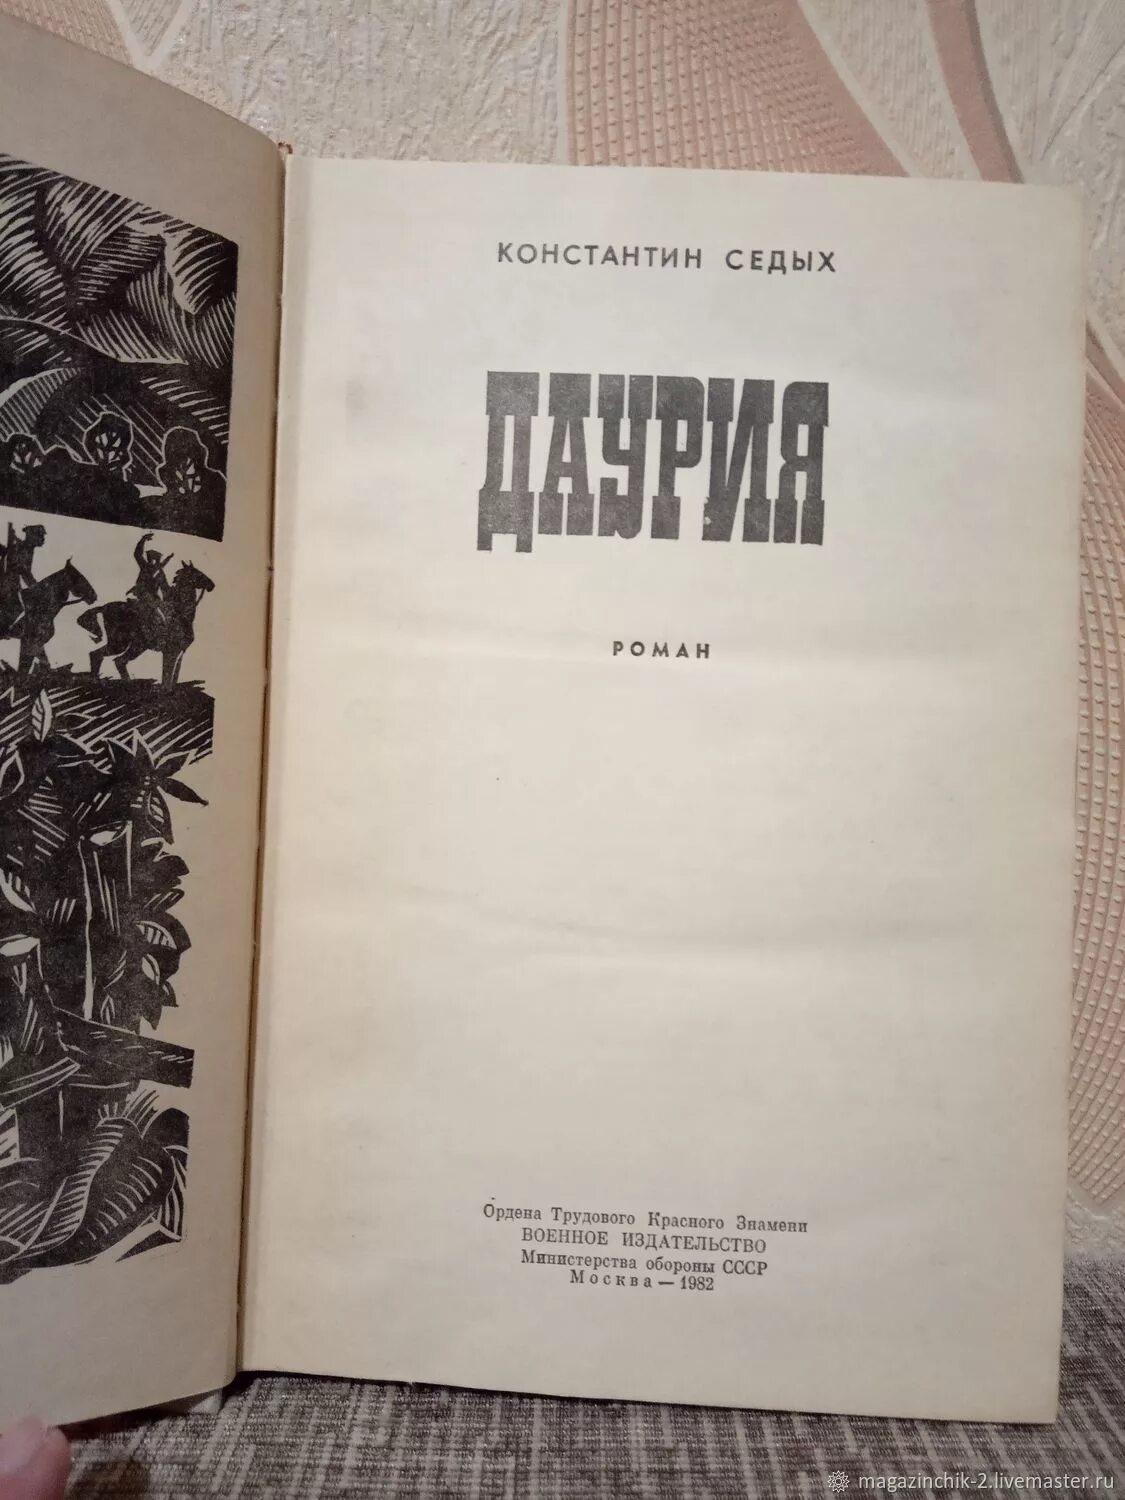 КОНСТАНТИН СЕДЫХ
ДАУРИЯ
РОМАН
Ордена Трудового Красного Знамени
ВОЕННОЕ ИЗДАТЕЛЬСТВО
Министерства обороны СССР
Москва — 1982
magazinchik-2.livemaster.ru